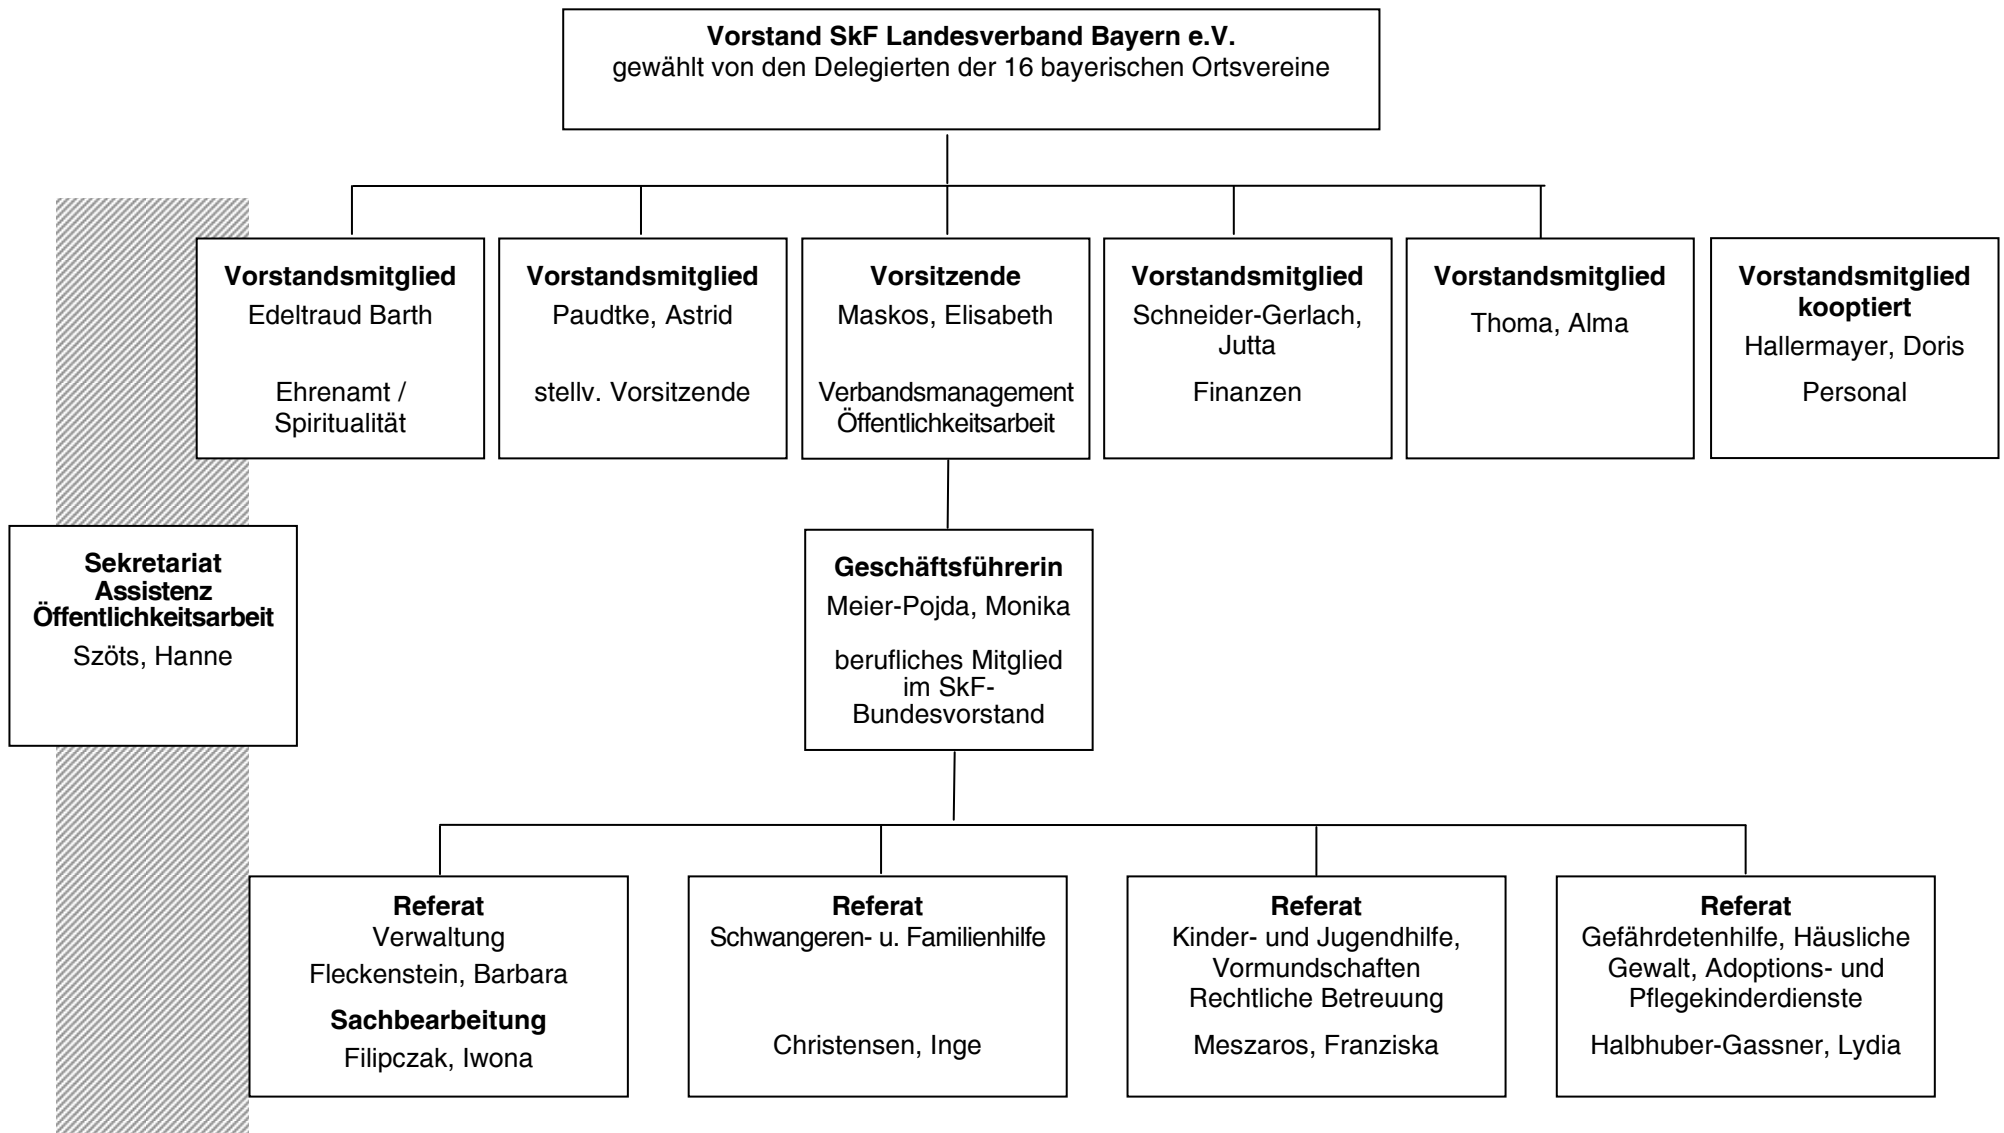 Vorstand SkF Landesverband Bayern e.V.
gewählt von den Delegierten der 16 bayerischen Ortsvereine
Vorstandsmitglied
Edeltraud Barth
Ehrenamt /
Spiritualität
Vorstandsmitglied
Paudtke, Astrid
stellv. Vorsitzende
Vorsitzende
Maskos, Elisabeth
Verbandsmanagement
Öffentlichkeitsarbeit
Vorstandsmitglied
Schneider-Gerlach,
Jutta
Finanzen
Vorstandsmitglied
Thoma, Alma
Vorstandsmitglied
kooptiert
Hallermayer, Doris
Personal
Sekretariat
Assistenz
Öffentlichkeitsarbeit
Szöts, Hanne
Geschäftsführerin
Meier-Pojda, Monika
berufliches Mitglied
im SkF-
Bundesvorstand
Referat
Verwaltung
Fleckenstein, Barbara
Sachbearbeitung
Filipczak, Iwona
Referat
Schwangeren- u. Familienhilfe
Christensen, Inge
Referat
Kinder- und Jugendhilfe,
Vormundschaften
Rechtliche Betreuung
Meszaros, Franziska
Referat
Gefährdetenhilfe, Häusliche
Gewalt, Adoptions- und
Pflegekinderdienste
Halbhuber-Gassner, Lydia